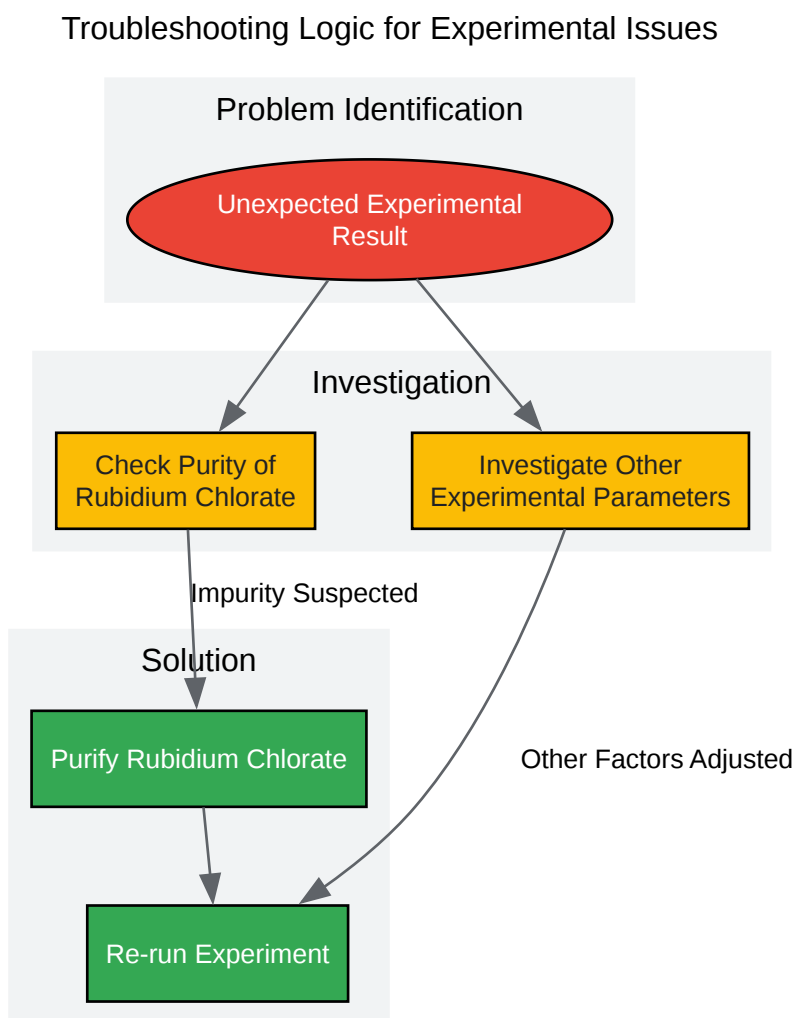 Troubleshooting Logic for Experimental Issues
Problem Identification
Unexpected Experimental
Result
Investigation
Check Purity of
Rubidium Chlorate
Investigate Other
Experimental Parameters
Impurity Suspected
Solution
Purify Rubidium Chlorate
Other Factors Adjusted
Re-run Experiment